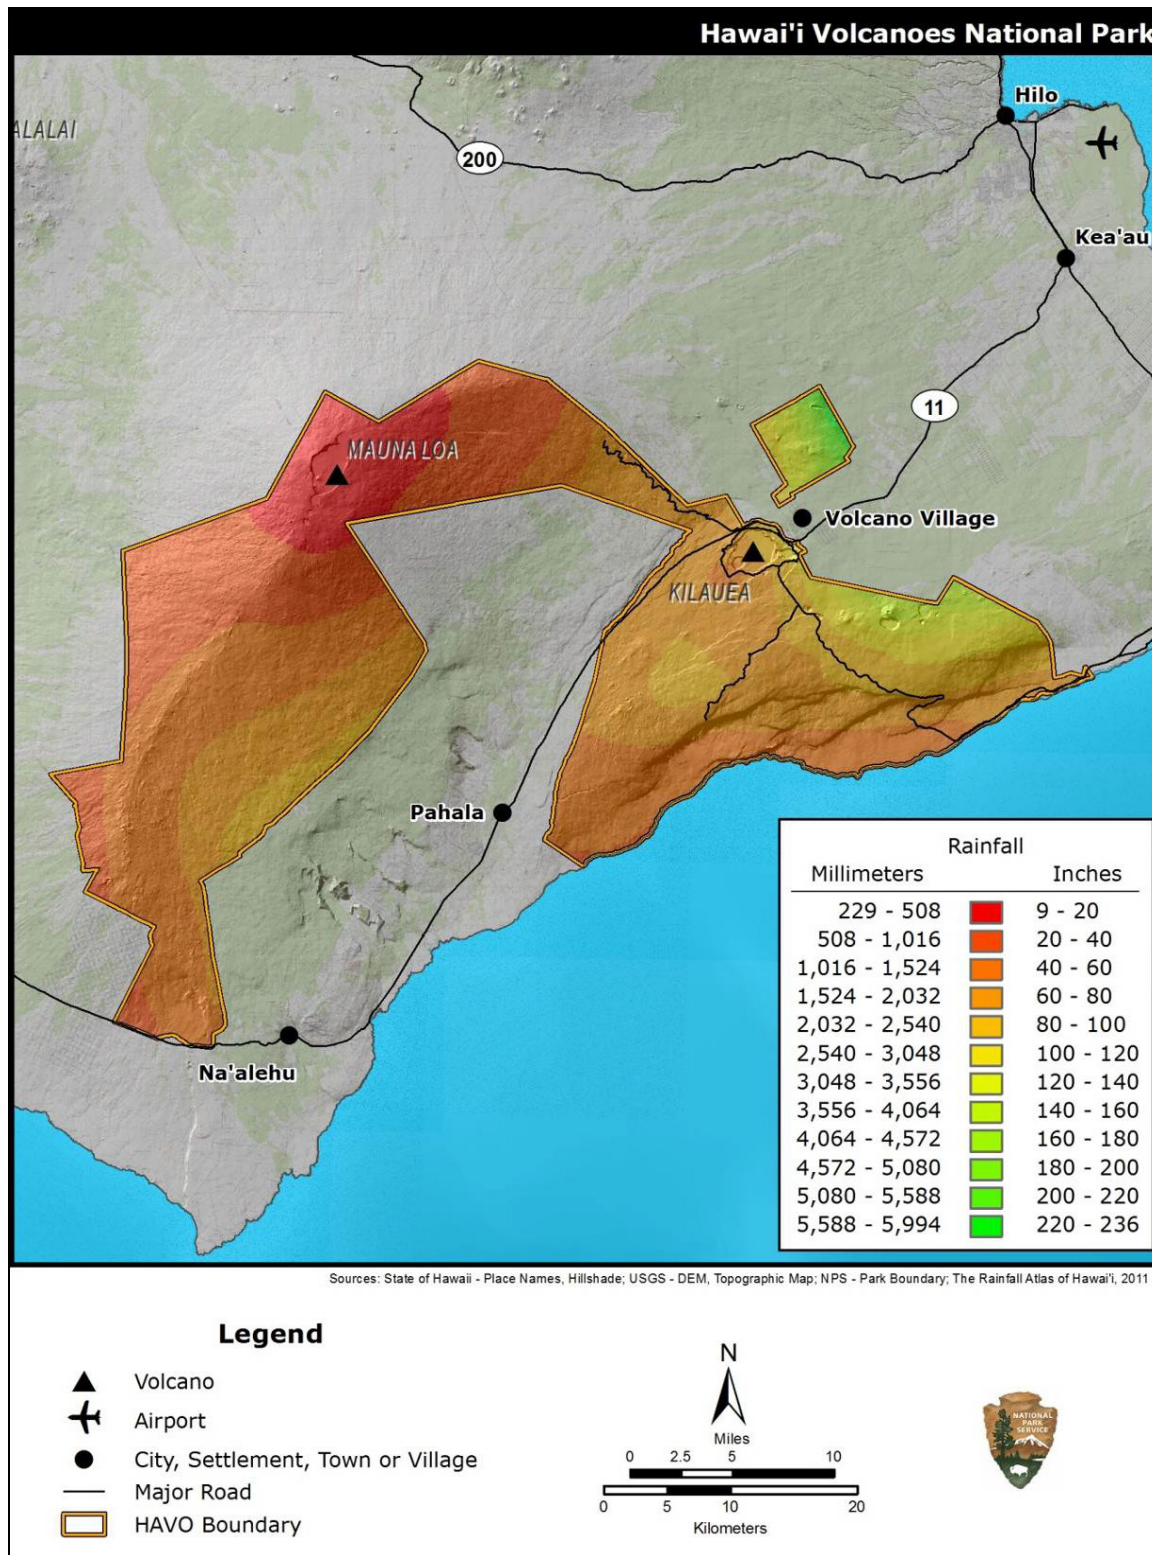 Hawai'i Volcanoes National Park
Hilo
ALALAI
200
Kea'au
11
MAUNA LOA
Volcano Village
KILAUEA
Pahala
Na'alehu
Rainfall
Millimeters Inches
229 - 508 9 - 20
508 - 1,016 20 - 40
1,016 - 1,524 40 - 60
1,524 - 2,032 60 - 80
2,032 - 2,540 80 - 100
2,540 - 3,048 100 - 120
3,048 - 3,556 120 - 140
3,556 - 4,064 140 - 160
4,064 - 4,572 160 - 180
4,572 - 5,080 180 - 200
5,080 - 5,588 200 - 220
5,588 - 5,994 220 - 236
Sources: State of Hawaii - Place Names, Hillshade; USGS - DEM, Topographic Map; NPS - Park Boundary; The Rainfall Atlas of Hawai'i, 2011
Legend
Volcano
Airport
City, Settlement, Town or Village
Major Road
HAVO Boundary
N
Miles
0 2.5 5 10
0 5 10 20
Kilometers
NATIONAL
PARK
SERVICE